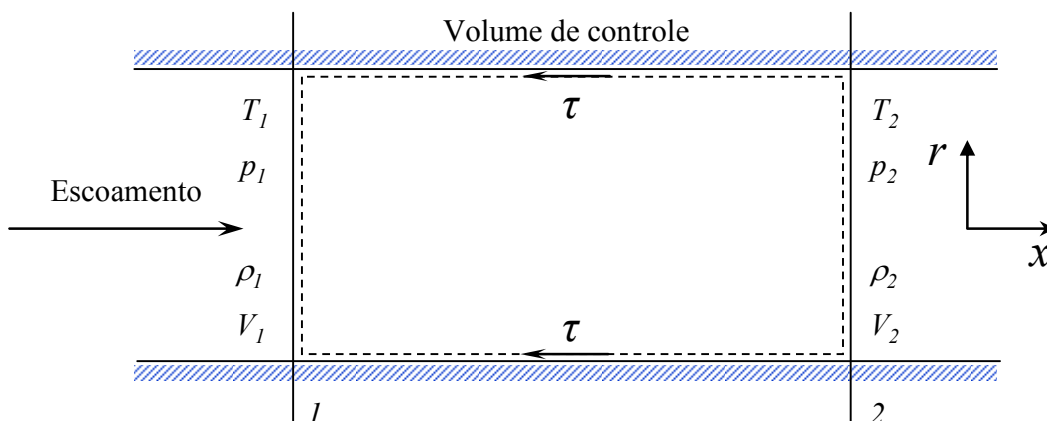 Volume de controle
τ
T₁
T₂
p₁
p₂
r
Escoamento
x
ρ₁
ρ₂
V₁
τ
V₂
1
2